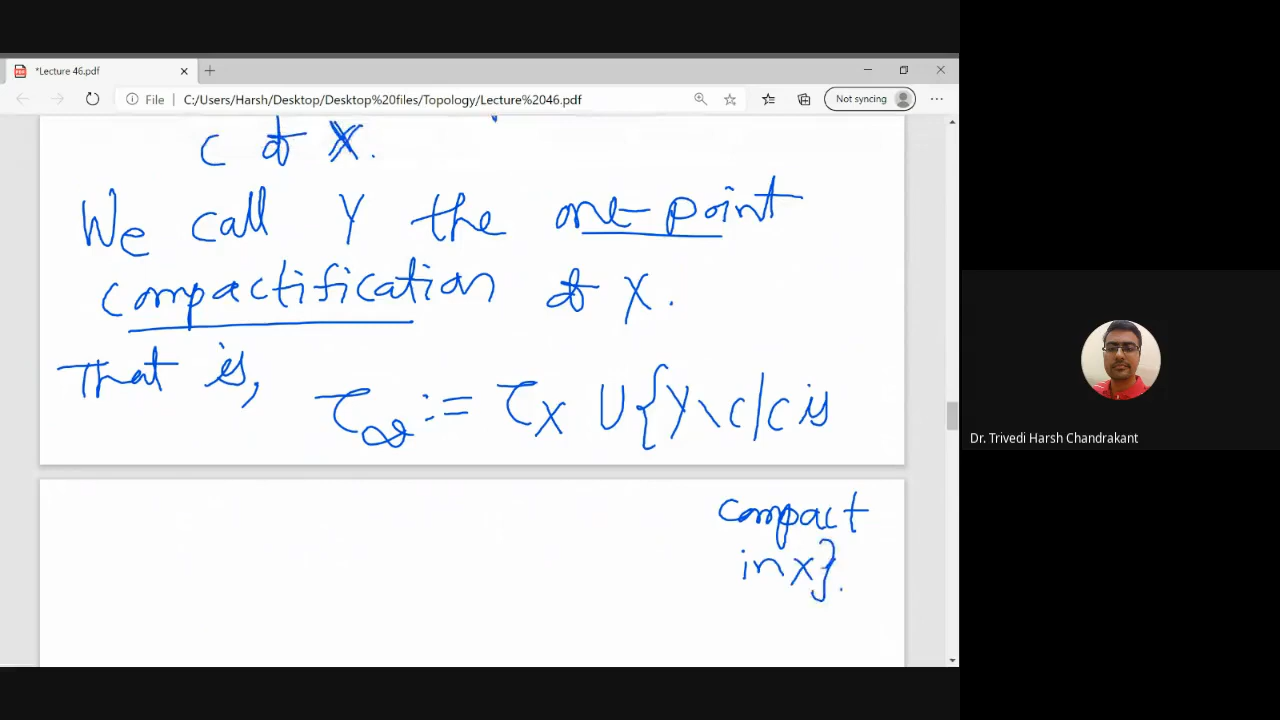 *Lecture 46.pdf
File
C:/Users/Harsh/Desktop/Desktop%20files/Topology/Lecture%2046.pdf
Not syncing
C of X.
We call Y the one-point
compactifification of X.
That is, τ∞ := τX ∪ {Y \ C | C is
compact
in X}.
Dr. Trivedi Harsh Chandrakant